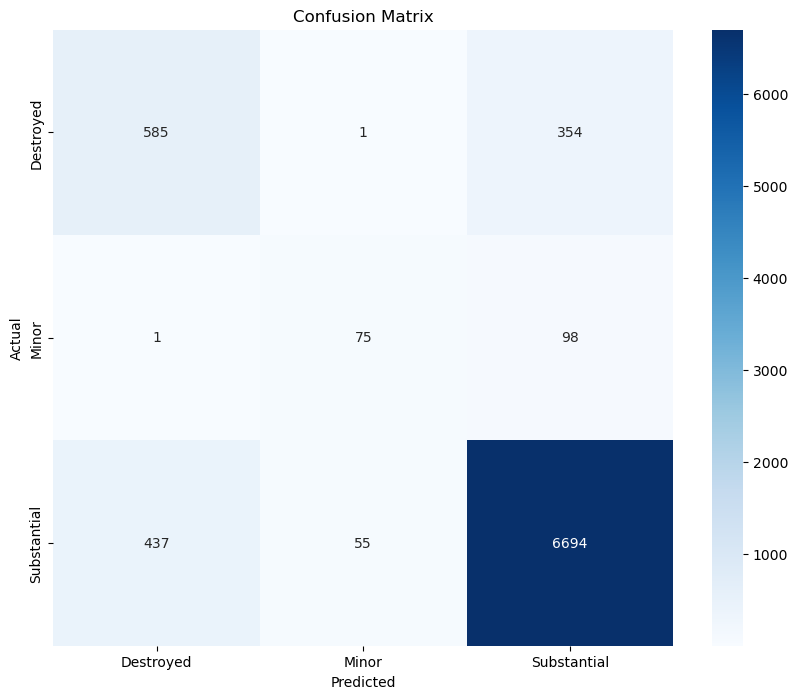 Confusion Matrix
Destroyed
585
1
354
Actual
Minor
1
75
98
Substantial
437
55
6694
Destroyed
Minor
Substantial
Predicted
6000
5000
4000
3000
2000
1000